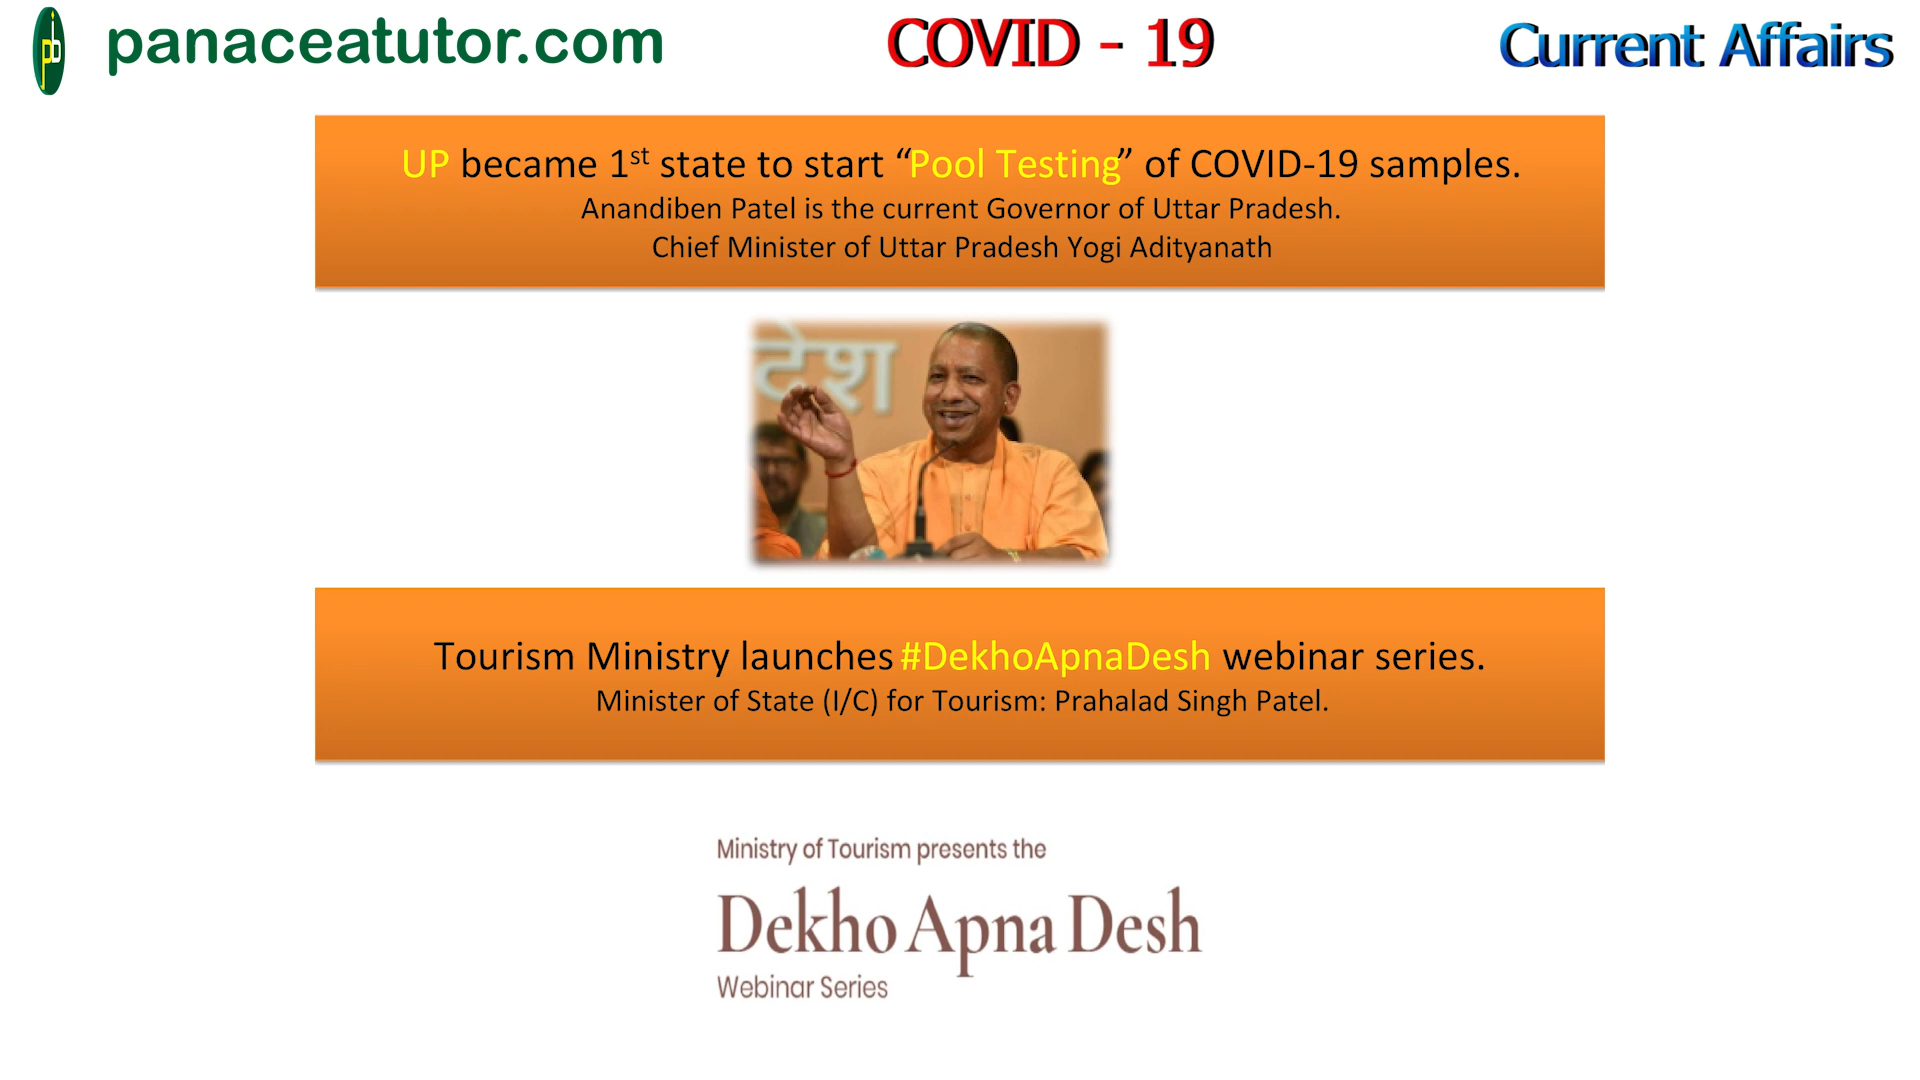 panaceatutor.com
COVID - 19
Current Affairs
UP became 1st state to start “Pool Testing” of COVID-19 samples.
Anandiben Patel is the current Governor of Uttar Pradesh.
Chief Minister of Uttar Pradesh Yogi Adityanath
देश
Tourism Ministry launches #DekhoApnaDesh webinar series.
Minister of State (I/C) for Tourism: Prahalad Singh Patel.
Ministry of Tourism presents the
Dekho Apna Desh
Webinar Series